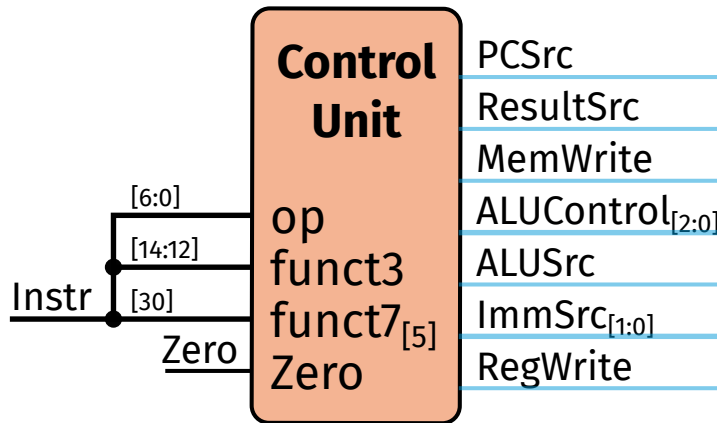 Control
Unit
PCSrc
ResultSrc
MemWrite
ALUControl[2:0]
ALUSrc
ImmSrc[1:0]
RegWrite
[6:0]
op
[14:12]
funct3
Instr
[30]
funct7[5]
Zero
Zero